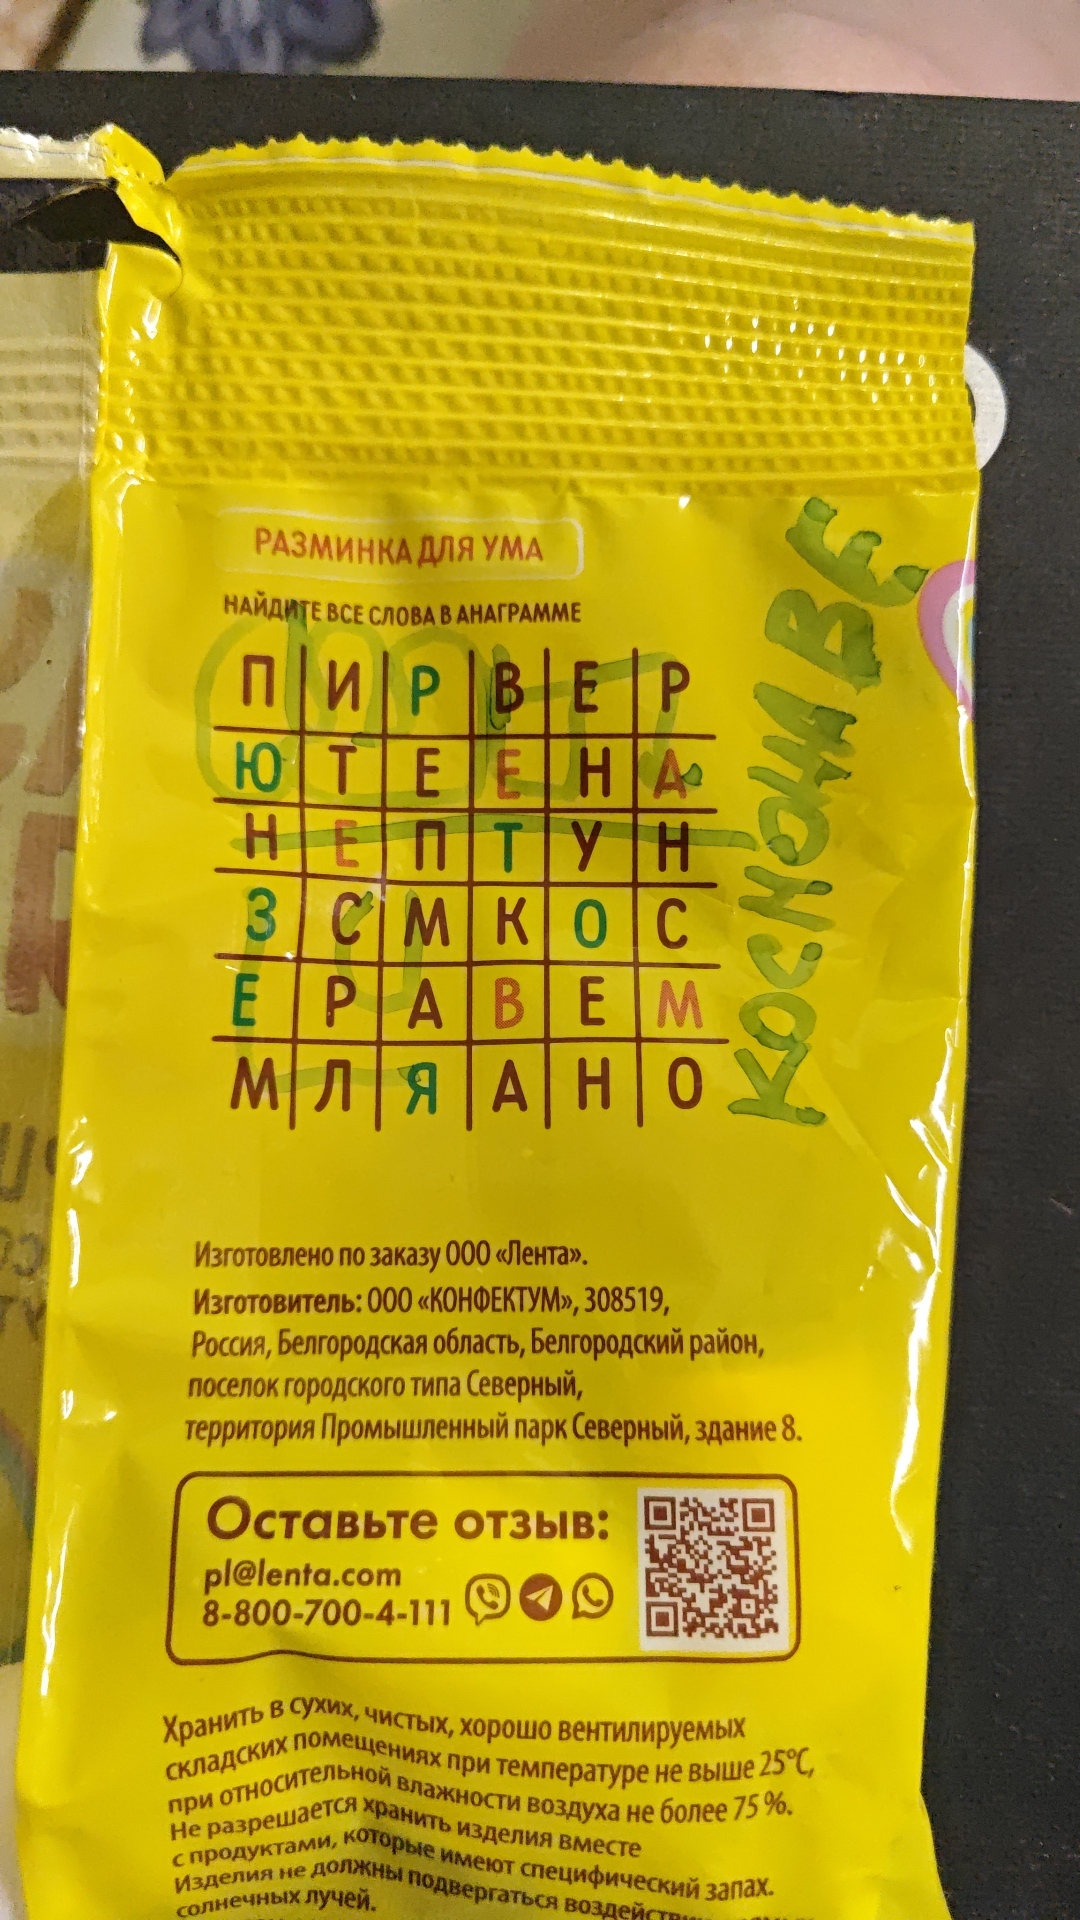 РАЗМИНКА ДЛЯ УМА
НАЙДИТЕ ВСЕ СЛОВА В АНАГРАММЕ
П И Р В Е Р
Ю Т Е Е Н А
Н Е П Т У Н
З С М К О С
Е Р А В Е М
М Л Я А Н О
КОСМОНА ВЕ
Изготовлено по заказу ООО «Лента».
Изготовитель: ООО «КОНФЕКТУМ», 308519,
Россия, Белгородская область, Белгородский район,
поселок городского типа Северный,
территория Промышленный парк Северный, здание 8.
Оставьте отзыв:
pl@lenta.com
8-800-700-4-111
Хранить в сухих, чистых, хорошо вентилируемых
складских помещениях при температуре не выше 25°С,
при относительной влажности воздуха не более 75 %.
Не разрешается хранить изделия вместе
с продуктами, которые имеют специфический запах.
Изделия не должны подвергаться
солнечных лучей.